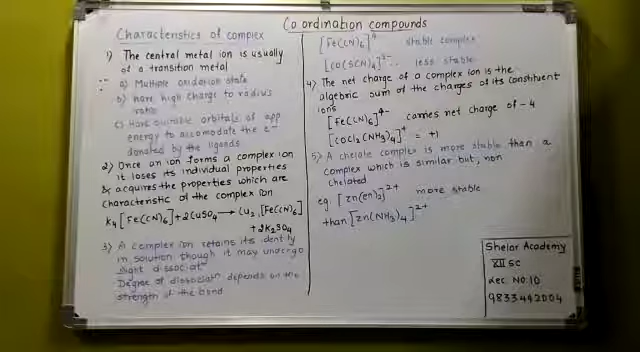 Co ordination compounds
Characteristics of complex
1) The central metal ion is usually
of a transition metal
∵ a) Multiple oxidation state
b) have high charge to radius
ratio
c) Have suitable orbitals of app
energy to accomodate the e⁻
donated by the ligands
2) Once an ion forms a complex ion
it loses its individual properties
& acquires the properties which are
characteristic of the complex ion
K₄[Fe(CN)₆]+2CuSO₄→Cu₂[Fe(CN)₆]
+2K₂SO₄
3) A complex ion retains its identity
in solution though it may undergo
slight dissociatⁿ
Degree of dissociatⁿ depends on the
strength of the bond
[Fe(CN)₆]⁴⁻ stable complex
[CO(SCN)₄]²⁻ less stable
4) The net charge of a complex ion is the
algebric sum of the charges of its constituent
ions
[Fe(CN)₆]⁴⁻ carries net charge of -4
[COCl₂(NH₃)₄]⁺ = +1
5) A chelate complex is more stable than a
complex which is similar but, non
chelated
eg. [zn(en)₂]²⁺ more stable
than [zn(NH₃)₄]²⁺
Shelar Academy
XII SC
Lec NO:10
9833492004